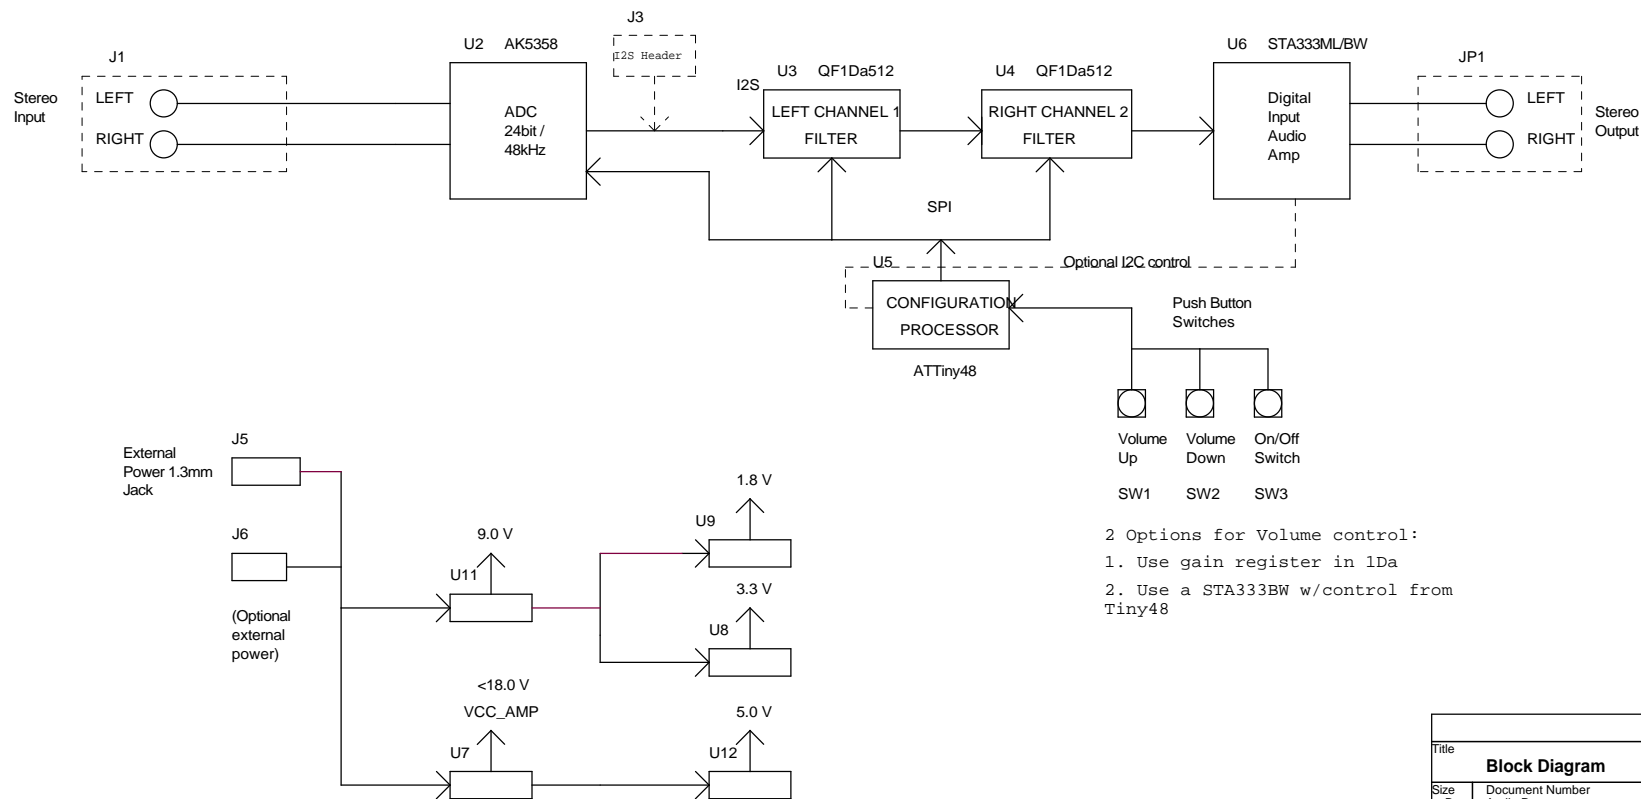 J3
I2S Header
J1
Stereo
Input
LEFT
RIGHT
U2 AK5358
ADC
24bit /
48kHz
I2S
U3 QF1Da512
LEFT CHANNEL 1
FILTER
U4 QF1Da512
RIGHT CHANNEL 2
FILTER
U6 STA333ML/BW
Digital
Input
Audio
Amp
JP1
LEFT
RIGHT
Stereo
Output
SPI
U5
Optional I2C control
CONFIGURATION
PROCESSOR
ATTiny48
Push Button
Switches
Volume
Up
SW1
Volume
Down
SW2
On/Off
Switch
SW3
2 Options for Volume control:
1. Use gain register in 1Da
2. Use a STA333BW w/control from
Tiny48
External
Power 1.3mm
Jack
J5
J6
(Optional
external
power)
9.0 V
U11
1.8 V
U9
3.3 V
U8
<18.0 V
VCC_AMP
U7
5.0 V
U12
Title
Block Diagram
Size
Document Number